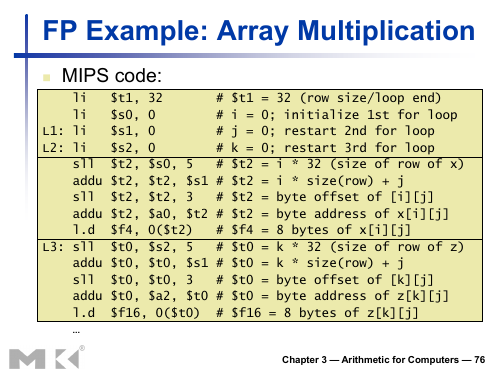 FP Example: Array Multiplication
MIPS code:
li $t1, 32 # $t1 = 32 (row size/loop end)
li $s0, 0 # i = 0; initialize 1st for loop
L1: li $s1, 0 # j = 0; restart 2nd for loop
L2: li $s2, 0 # k = 0; restart 3rd for loop
sll $t2, $s0, 5 # $t2 = i * 32 (size of row of x)
addu $t2, $t2, $s1 # $t2 = i * size(row) + j
sll $t2, $t2, 3 # $t2 = byte offset of [i][j]
addu $t2, $a0, $t2 # $t2 = byte address of x[i][j]
l.d $f4, 0($t2) # $f4 = 8 bytes of x[i][j]
L3: sll $t0, $s2, 5 # $t0 = k * 32 (size of row of z)
addu $t0, $t0, $s1 # $t0 = k * size(row) + j
sll $t0, $t0, 3 # $t0 = byte offset of [k][j]
addu $t0, $a2, $t0 # $t0 = byte address of z[k][j]
l.d $f16, 0($t0) # $f16 = 8 bytes of z[k][j]
…
MK®
Chapter 3 — Arithmetic for Computers — 76